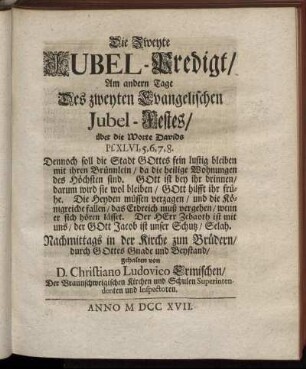 Die Zweyte
JUBEL-Predigt/
Am andern Tage
Des zweyten Evangelischen
Jubel-Festes/
über die Worte Davids
Ps. XLVI, 5. 6. 7. 8.
Dennoch soll die Stadt GOttes fein lustig bleiben
mit ihren Brünnlein/ da die heilige Wohnungen
des Höchsten sind. GOtt ist bey ihr drinnen/
darum wird sie wol bleiben/ GOtt hilfft ihr frü-
he. Die Heyden müssen verzagen/ und die Kö-
nigreiche fallen/ das Erdreich muß vergehen/ wenn
er sich hören lässet. Der HErr Zebaoth ist mit
uns/ der GOtt Jacob ist unser Schutz/ Selah.
Nachmittags in der Kirche zun Brüdern/
durch GOttes Gnade und Beystand/
gehalten von
D. Christiano Ludovico Ermischen/
Der Braunschweigischen Kirchen und Schulen Superinten-
denten und Inspectoren.
ANNO M DCC XVII.